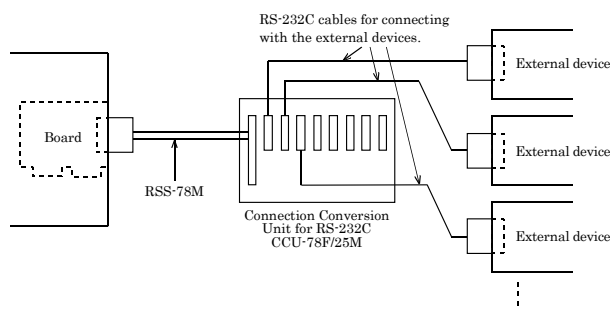 RS-232C cables for connecting
with the external devices.
External device
Board
External device
RSS-78M
Connection Conversion
Unit for RS-232C
CCU-78F/25M
External device